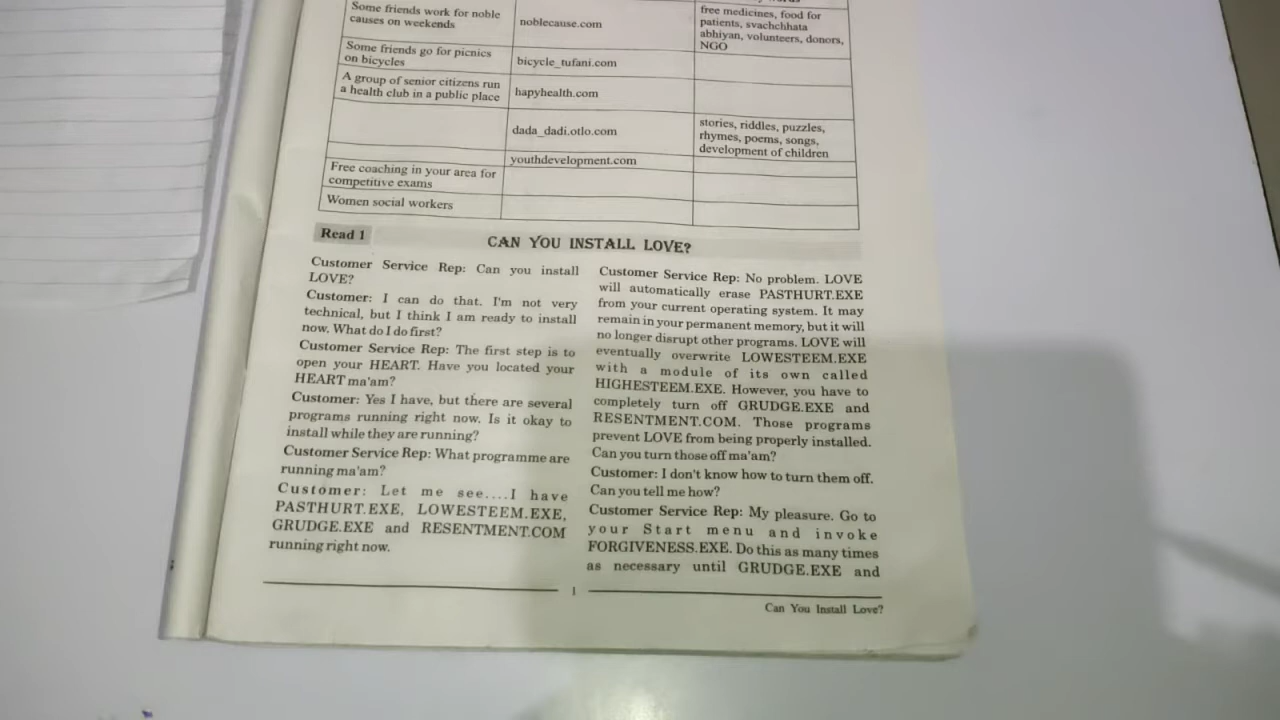 Some friends work for noble
causes on weekends
noblecause.com
free medicines, food for
patients, svachchhata
abhiyan, volunteers, donors,
NGO
Some friends go for picnics
on bicycles
bicycle_tufani.com
A group of senior citizens run
a health club in a public place
hapyhealth.com
dada_dadi.otlo.com
stories, riddles, puzzles,
rhymes, poems, songs,
development of children
youthdevelopment.com
Free coaching in your area for
competitive exams
Women social workers
Read 1
CAN YOU INSTALL LOVE?
Customer Service Rep: Can you install
LOVE?
Customer: I can do that. I'm not very
technical, but I think I am ready to install
now. What do I do first?
Customer Service Rep: The first step is to
open your HEART. Have you located your
HEART ma'am?
Customer: Yes I have, but there are several
programs running right now. Is it okay to
install while they are running?
Customer Service Rep: What programme are
running ma'am?
Customer: Let me see....I have
PASTHURT.EXE, LOWESTEEM.EXE,
GRUDGE.EXE and RESENTMENT.COM
running right now.
Customer Service Rep: No problem. LOVE
will automatically erase PASTHURT.EXE
from your current operating system. It may
remain in your permanent memory, but it will
no longer disrupt other programs. LOVE will
eventually overwrite LOWESTEEM.EXE
with a module of its own called
HIGHESTEEM.EXE. However, you have to
completely turn off GRUDGE.EXE and
RESENTMENT.COM. Those programs
prevent LOVE from being properly installed.
Can you turn those off ma'am?
Customer: I don't know how to turn them off.
Can you tell me how?
Customer Service Rep: My pleasure. Go to
your Start menu and invoke
FORGIVENESS.EXE. Do this as many times
as necessary until GRUDGE.EXE and
1
Can You Install Love?